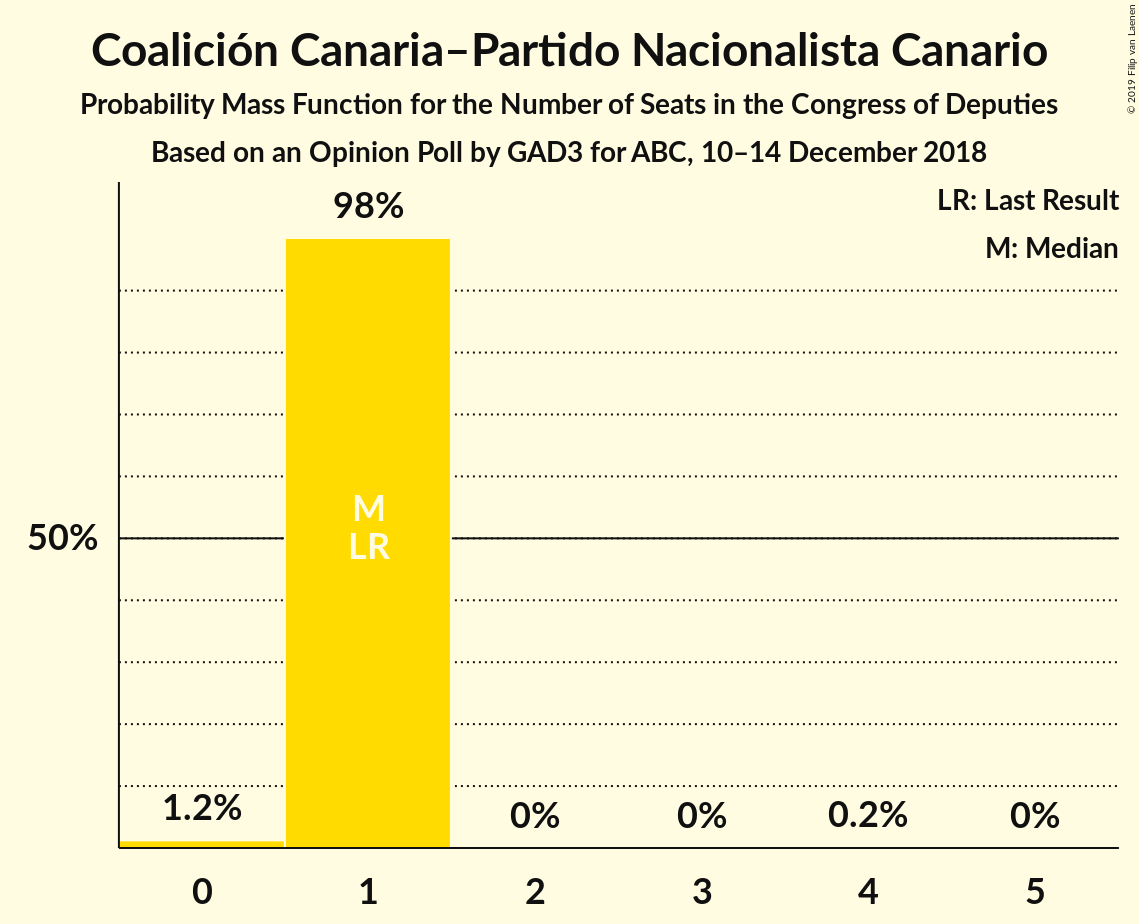 Coalición Canaria–Partido Nacionalista Canario
Probability Mass Function for the Number of Seats in the Congress of Deputies
Based on an Opinion Poll by GAD3 for ABC, 10–14 December 2018
© 2019 Filip van Laenen
LR: Last Result
M: Median
98%
M
LR
50%
1.2%
0%
0%
0.2%
0%
0
1
2
3
4
5